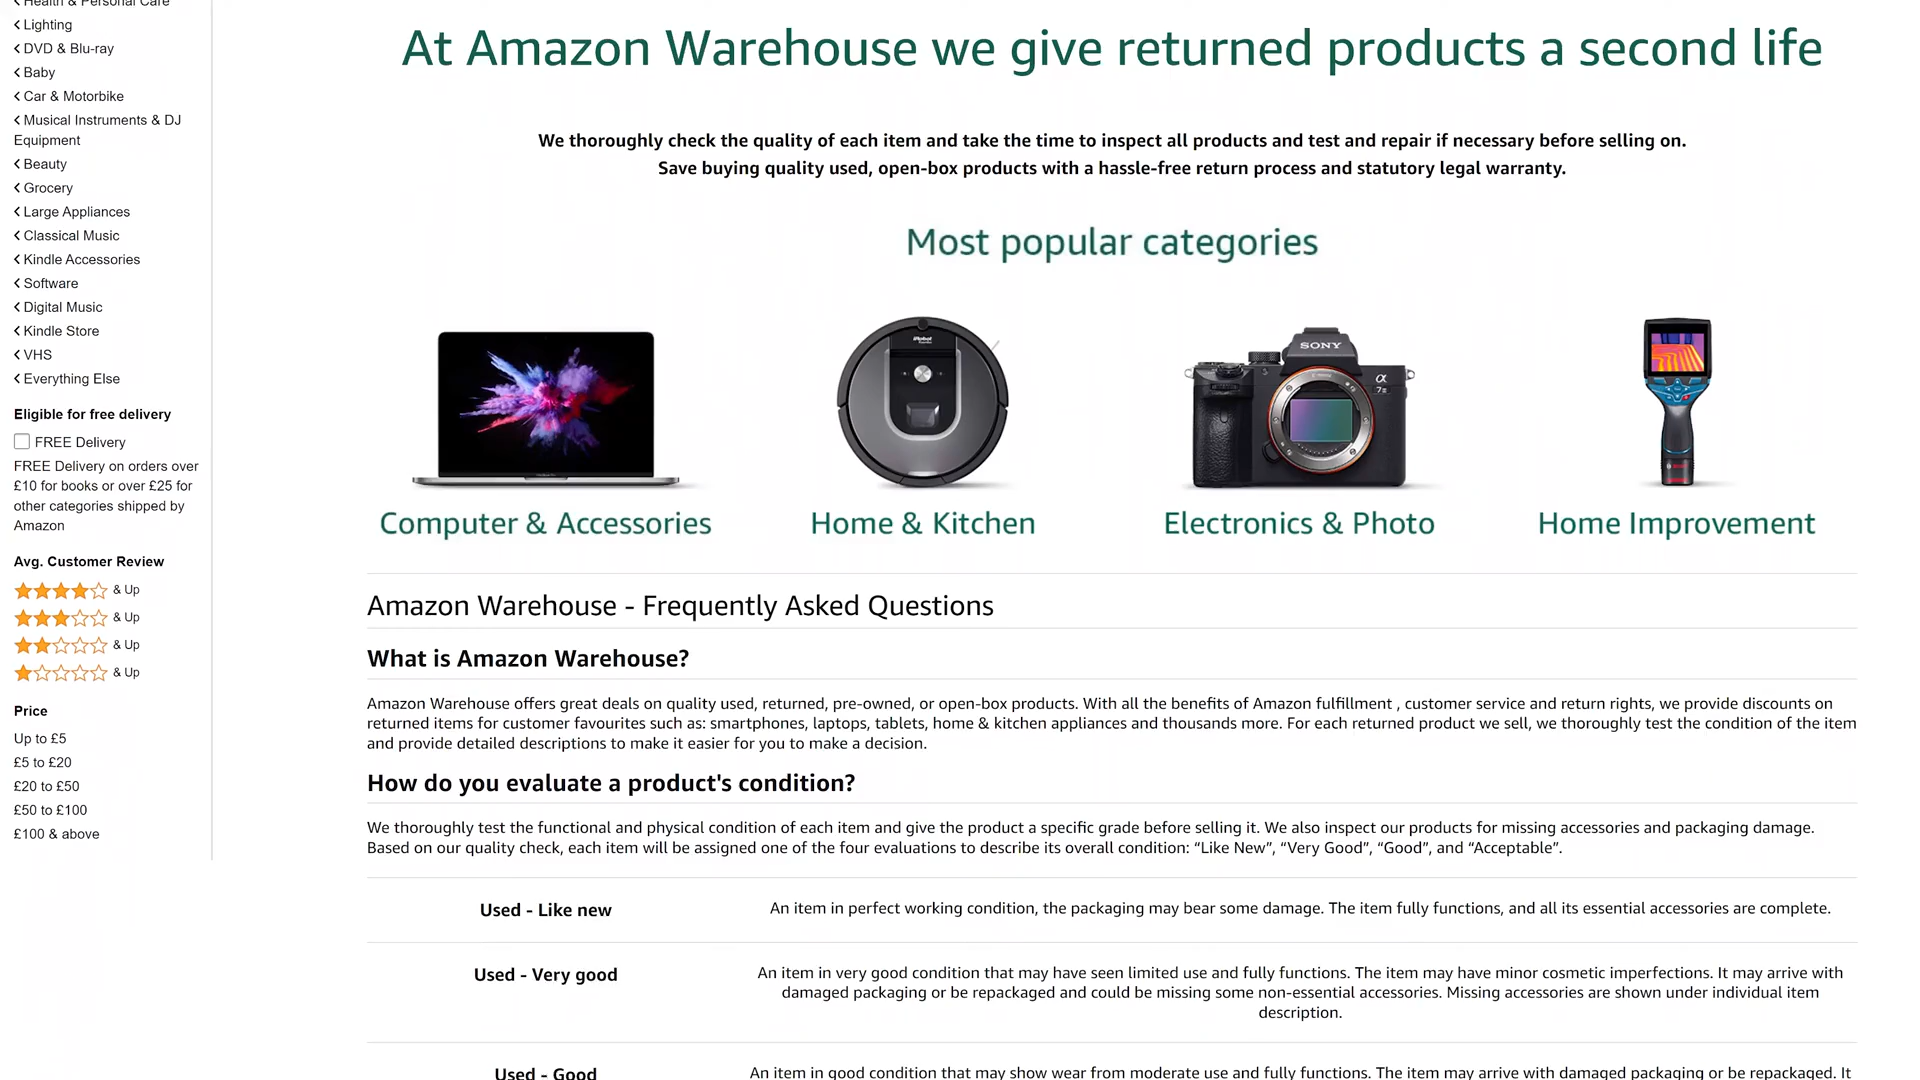 Health & Personal Care
Lighting
DVD & Blu-ray
Baby
Car & Motorbike
Musical Instruments & DJ
Equipment
Beauty
Grocery
Large Appliances
Classical Music
Kindle Accessories
Software
Digital Music
Kindle Store
VHS
Everything Else
Eligible for free delivery
FREE Delivery
FREE Delivery on orders over
£10 for books or over £25 for
other categories shipped by
Amazon
Avg. Customer Review
& Up
& Up
& Up
& Up
Price
Up to £5
£5 to £20
£20 to £50
£50 to £100
£100 & above
At Amazon Warehouse we give returned products a second life
We thoroughly check the quality of each item and take the time to inspect all products and test and repair if necessary before selling on.
Save buying quality used, open-box products with a hassle-free return process and statutory legal warranty.
Most popular categories
iRobot
SONY
α
7
Computer & Accessories
Home & Kitchen
Electronics & Photo
Home Improvement
Amazon Warehouse - Frequently Asked Questions
What is Amazon Warehouse?
Amazon Warehouse offers great deals on quality used, returned, pre-owned, or open-box products. With all the benefits of Amazon fulfillment , customer service and return rights, we provide discounts on
returned items for customer favourites such as: smartphones, laptops, tablets, home & kitchen appliances and thousands more. For each returned product we sell, we thoroughly test the condition of the item
and provide detailed descriptions to make it easier for you to make a decision.
How do you evaluate a product's condition?
We thoroughly test the functional and physical condition of each item and give the product a specific grade before selling it. We also inspect our products for missing accessories and packaging damage.
Based on our quality check, each item will be assigned one of the four evaluations to describe its overall condition: “Like New”, “Very Good”, “Good”, and “Acceptable”.
Used - Like new
An item in perfect working condition, the packaging may bear some damage. The item fully functions, and all its essential accessories are complete.
Used - Very good
An item in very good condition that may have seen limited use and fully functions. The item may have minor cosmetic imperfections. It may arrive with
damaged packaging or be repackaged and could be missing some non-essential accessories. Missing accessories are shown under individual item
description.
Used - Good
An item in good condition that may show wear from moderate use and fully functions. The item may arrive with damaged packaging or be repackaged. It